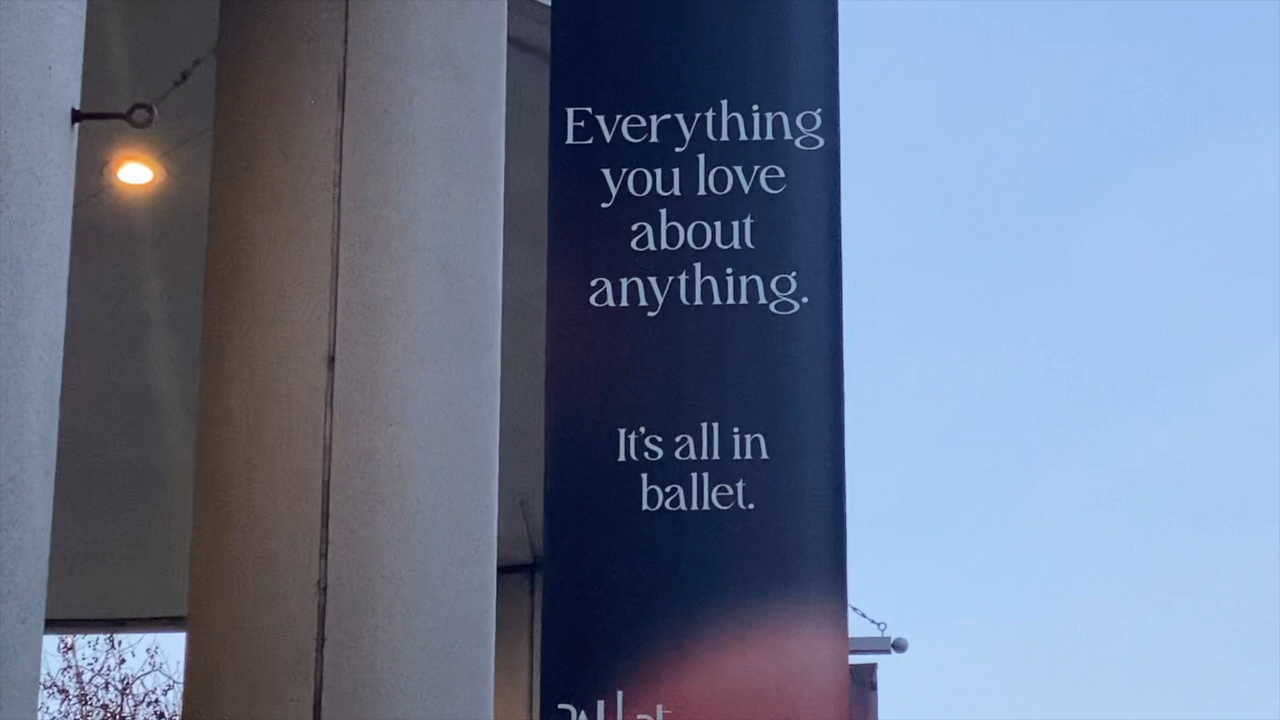 Everything
you love
about
anything.
It's all in
ballet.